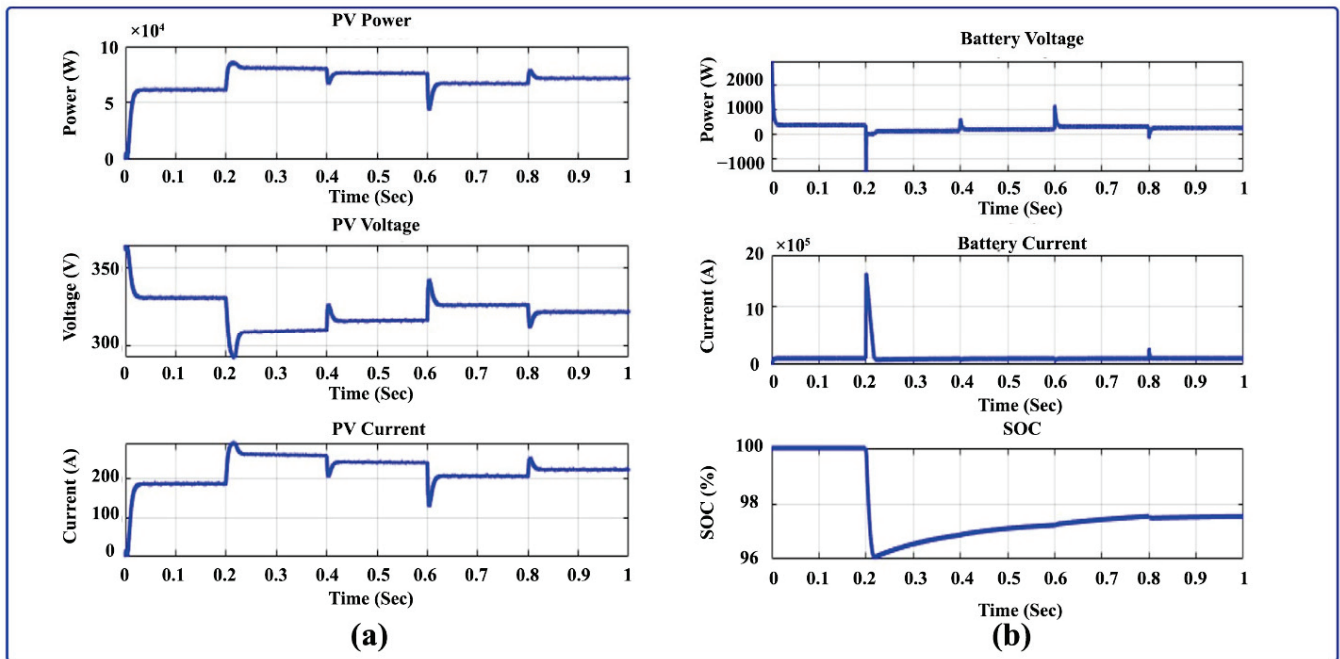 PV Power
×10⁴
Power (W)
10
5
0
0 0.1 0.2 0.3 0.4 0.5 0.6 0.7 0.8 0.9 1
Time (Sec)
PV Voltage
Voltage (V)
350
300
0 0.1 0.2 0.3 0.4 0.5 0.6 0.7 0.8 0.9 1
Time (Sec)
PV Current
Current (A)
200
100
0
0 0.1 0.2 0.3 0.4 0.5 0.6 0.7 0.8 0.9 1
Time (Sec)
(a)
Battery Voltage
Power (W)
2000
1000
0
−1000
0 0.1 0.2 0.3 0.4 0.5 0.6 0.7 0.8 0.9 1
Time (Sec)
Battery Current
×10⁵
Current (A)
20
10
0
0 0.1 0.2 0.3 0.4 0.5 0.6 0.7 0.8 0.9 1
Time (Sec)
SOC
SOC (%)
100
98
96
0 0.1 0.2 0.3 0.4 0.5 0.6 0.7 0.8 0.9 1
Time (Sec)
(b)